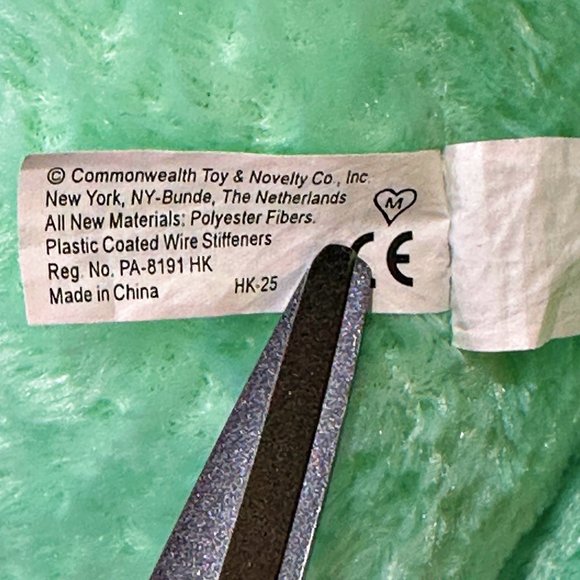 © Commonwealth Toy & Novelty Co., Inc.
New York, NY-Bunde, The Netherlands
All New Materials: Polyester Fibers.
Plastic Coated Wire Stiffeners
Reg. No. PA-8191 HK
Made in China
HK-25
M
CE